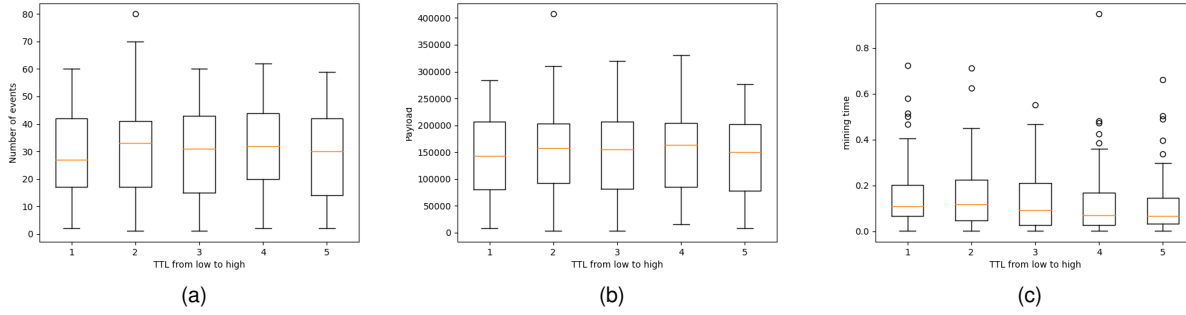 80
70
60
50
40
30
20
10
0
Number of events
1 2 3 4 5
TTL from low to high
(a)
400000
350000
300000
250000
200000
150000
100000
50000
0
Payload
1 2 3 4 5
TTL from low to high
(b)
0.8
0.6
0.4
0.2
0.0
mining time
1 2 3 4 5
TTL from low to high
(c)